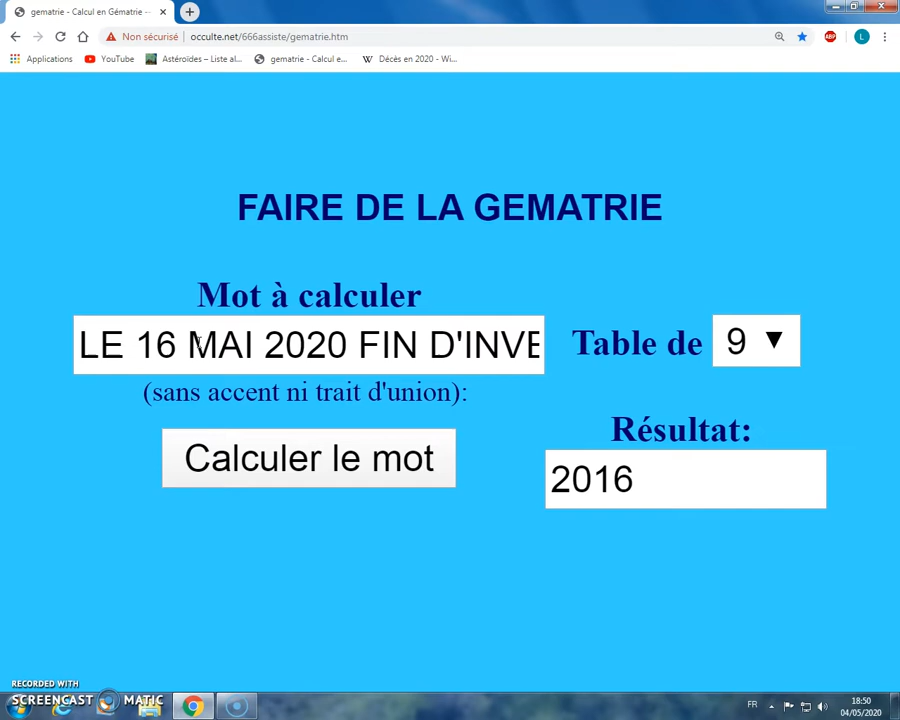 gematrie - Calcul en Gématrie --
Non sécurisé occulte.net/666assiste/gematrie.htm
ABP L
Applications YouTube Astéroïdes – Liste al... gematrie - Calcul e... W Décès en 2020 - Wi...
FAIRE DE LA GEMATRIE
Mot à calculer
LE 16 MAI 2020 FIN D'INVE
Table de 9
(sans accent ni trait d'union):
Résultat:
Calculer le mot
2016
RECORDED WITH
SCREENCAST MATIC
FR
18:50
04/05/2020